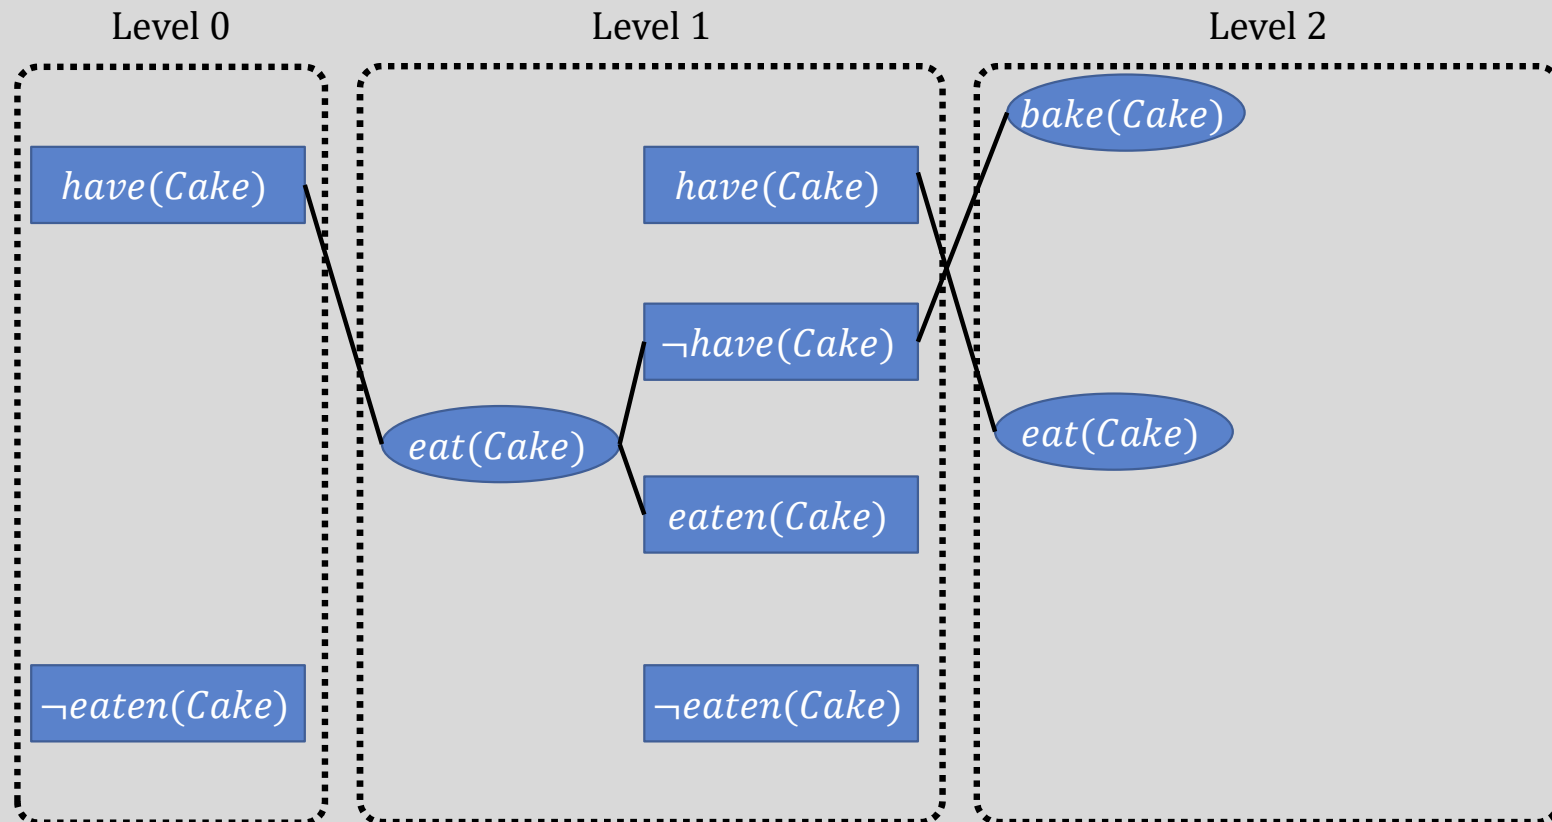 Level 0
Level 1
Level 2
bake(Cake)
have(Cake)
have(Cake)
¬have(Cake)
eat(Cake)
eat(Cake)
eaten(Cake)
¬eaten(Cake)
¬eaten(Cake)